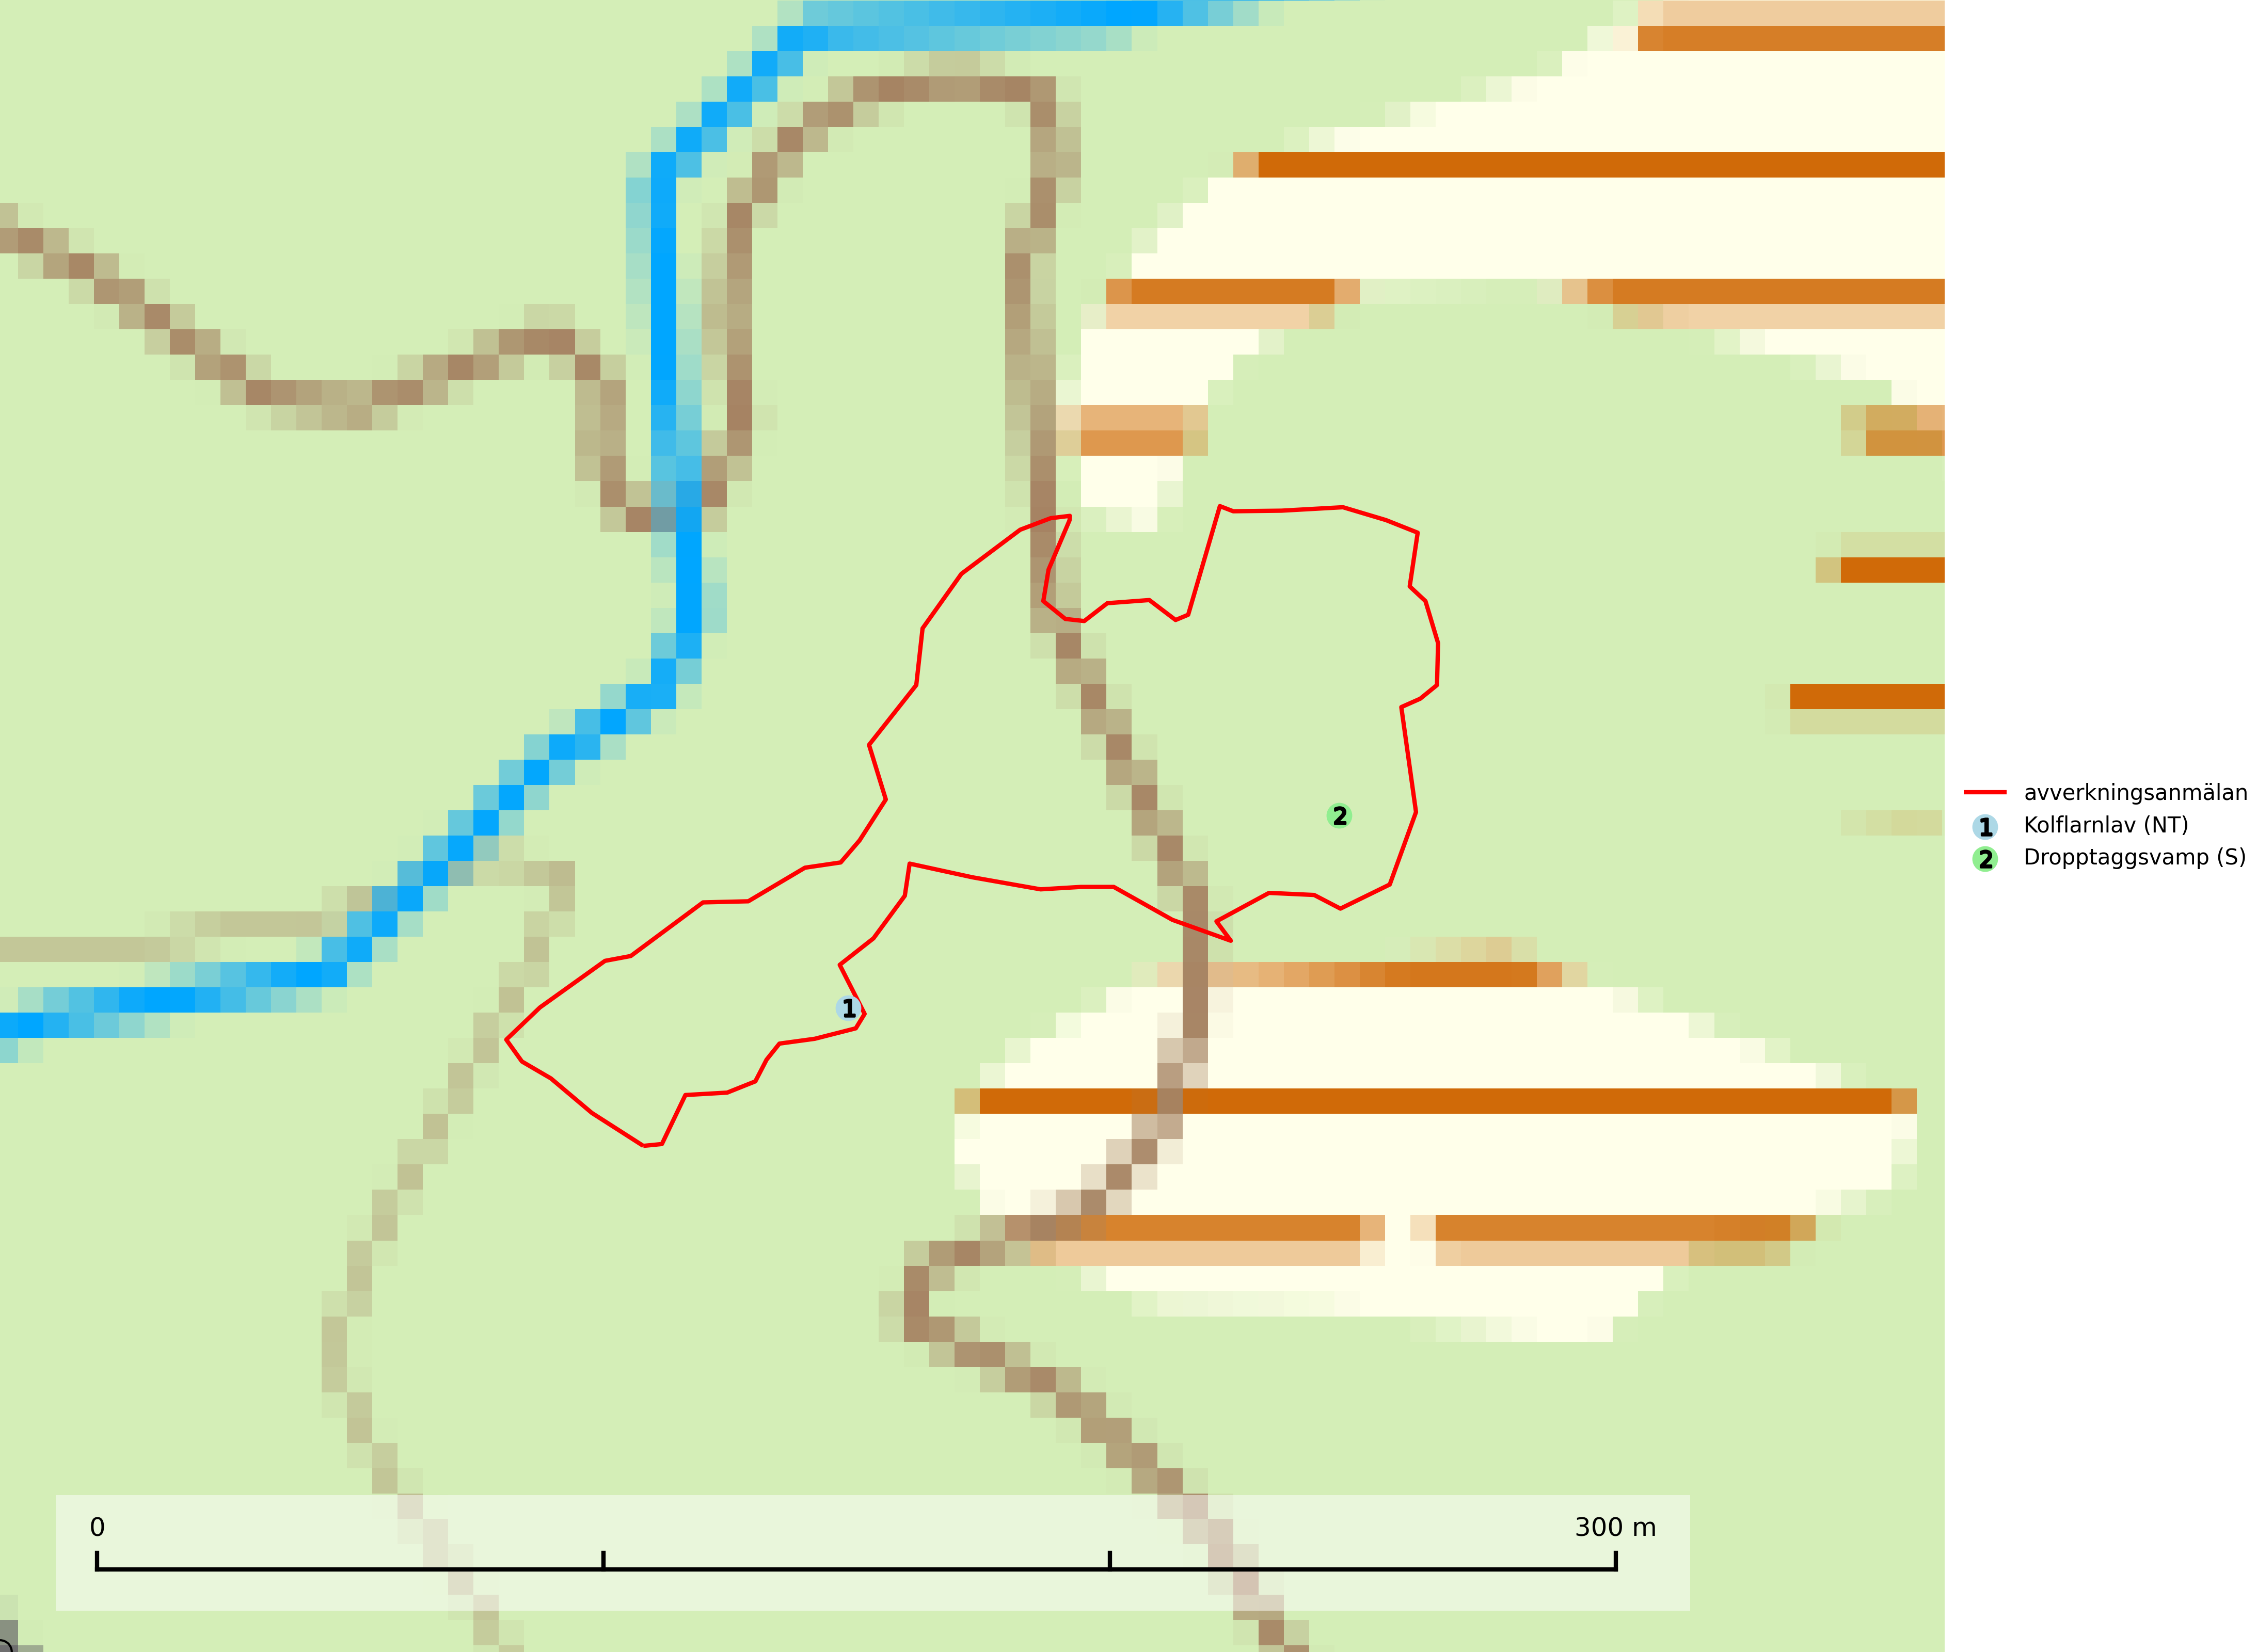 avverkningsanmälan
1 Kolflarnlav (NT)
2 Dropptaggsvamp (S)
2
1
0 300 m